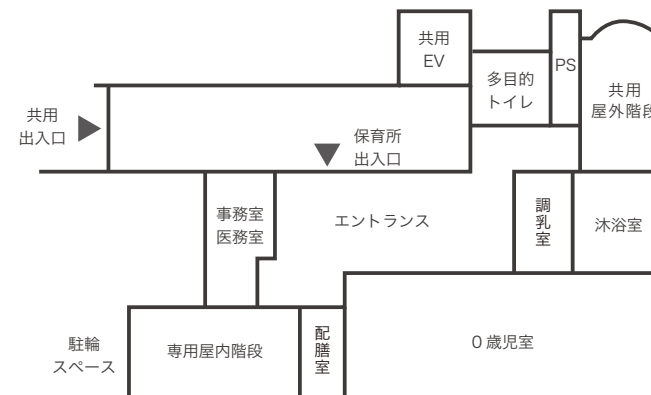 共用
EV
多目的
トイレ
PS
共用
屋外階段
共用
出入口
保育所
出入口
事務室
医務室
エントランス
調乳室
沐浴室
駐輪
スペース
専用屋内階段
配膳室
0歳児室